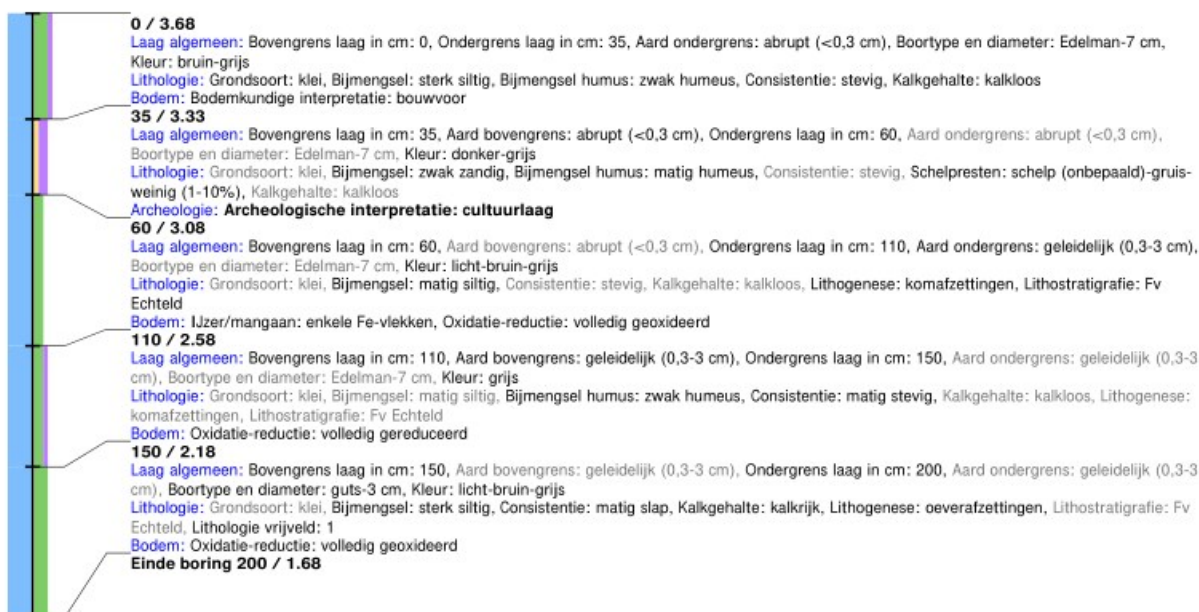 0 / 3.68
Laag algemeen: Bovengrens laag in cm: 0, Ondergrens laag in cm: 35, Aard ondergrens: abrupt (<0,3 cm), Boortype en diameter: Edelman-7 cm,
Kleur: bruin-grijs
Lithologie: Grondsoort: klei, Bijmengsel: sterk siltig, Bijmengsel humus: zwak humeus, Consistentie: stevig, Kalkgehalte: kalkloos
Bodem: Bodemkundige interpretatie: bouwvoor
35 / 3.33
Laag algemeen: Bovengrens laag in cm: 35, Aard bovengrens: abrupt (<0,3 cm), Ondergrens laag in cm: 60, Aard ondergrens: abrupt (<0,3 cm),
Boortype en diameter: Edelman-7 cm, Kleur: donker-grijs
Lithologie: Grondsoort: klei, Bijmengsel: zwak zandig, Bijmengsel humus: matig humeus, Consistentie: stevig, Schelpresten: schelp (onbepaald)-gruis-
weinig (1-10%), Kalkgehalte: kalkloos
Archeologie: Archeologische interpretatie: cultuurlaag
60 / 3.08
Laag algemeen: Bovengrens laag in cm: 60, Aard bovengrens: abrupt (<0,3 cm), Ondergrens laag in cm: 110, Aard ondergrens: geleidelijk (0,3-3 cm),
Boortype en diameter: Edelman-7 cm, Kleur: licht-bruin-grijs
Lithologie: Grondsoort: klei, Bijmengsel: matig siltig, Consistentie: stevig, Kalkgehalte: kalkloos, Lithogenese: komafzettingen, Lithostratigrafie: Fv
Echteld
Bodem: IJzer/mangaan: enkele Fe-vlekken, Oxidatie-reductie: volledig geoxideerd
110 / 2.58
Laag algemeen: Bovengrens laag in cm: 110, Aard bovengrens: geleidelijk (0,3-3 cm), Ondergrens laag in cm: 150, Aard ondergrens: geleidelijk (0,3-3
cm), Boortype en diameter: Edelman-7 cm, Kleur: grijs
Lithologie: Grondsoort: klei, Bijmengsel: matig siltig, Bijmengsel humus: zwak humeus, Consistentie: matig stevig, Kalkgehalte: kalkloos, Lithogenese:
komafzettingen, Lithostratigrafie: Fv Echteld
Bodem: Oxidatie-reductie: volledig gereduceerd
150 / 2.18
Laag algemeen: Bovengrens laag in cm: 150, Aard bovengrens: geleidelijk (0,3-3 cm), Ondergrens laag in cm: 200, Aard ondergrens: geleidelijk (0,3-3
cm), Boortype en diameter: guts-3 cm, Kleur: licht-bruin-grijs
Lithologie: Grondsoort: klei, Bijmengsel: sterk siltig, Consistentie: matig slap, Kalkgehalte: kalkrijk, Lithogenese: oeverafzettingen, Lithostratigrafie: Fv
Echteld, Lithologie vrijveld: 1
Bodem: Oxidatie-reductie: volledig geoxideerd
Einde boring 200 / 1.68